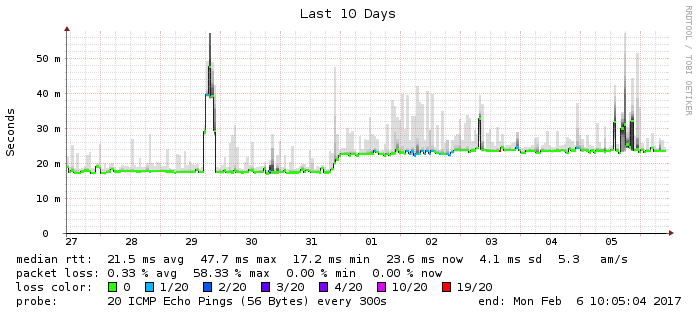 Last 10 Days
RRDTOOL / TOBI OETIKER
Seconds
50 m
40 m
30 m
20 m
10 m
0
27 28 29 30 31 01 02 03 04 05
median rtt: 21.5 ms avg 47.7 ms max 17.2 ms min 23.6 ms now 4.1 ms sd 5.3 am/s
packet loss: 0.33 % avg 58.33 % max 0.00 % min 0.00 % now
loss color: 0 1/20 2/20 3/20 4/20 10/20 19/20
probe: 20 ICMP Echo Pings (56 Bytes) every 300s end: Mon Feb 6 10:05:04 2017